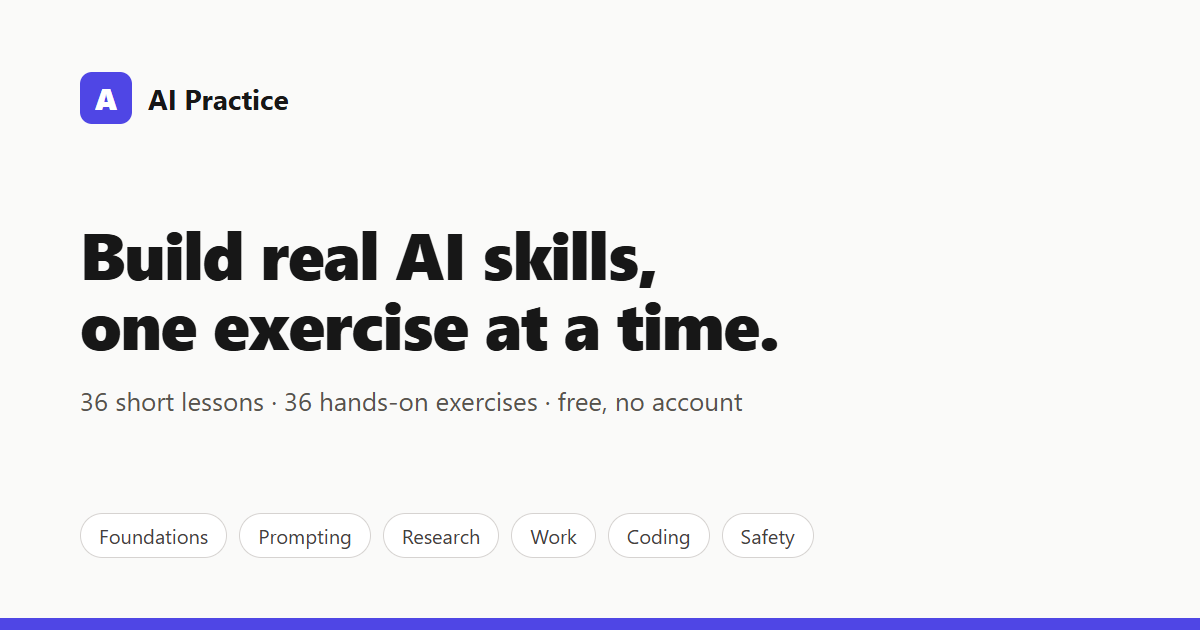 A
AI Practice
Build real AI skills,
one exercise at a time.
36 short lessons · 36 hands-on exercises · free, no account
Foundations
Prompting
Research
Work
Coding
Safety